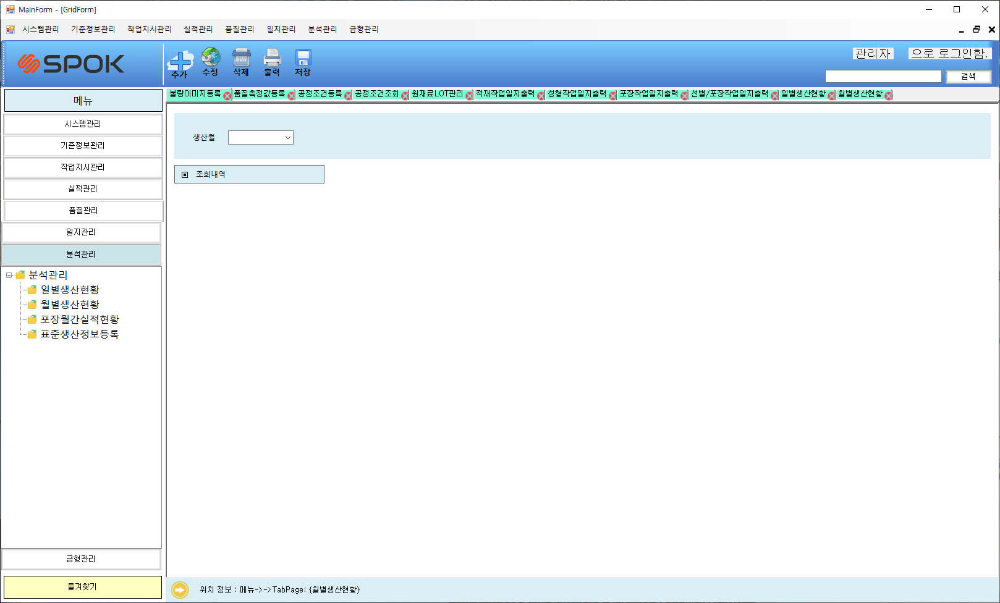 MainForm - [GridForm]
시스템관리 기준정보관리 작업지시관리 실적관리 품질관리 일지관리 분석관리 금형관리
SPOK
추가 수정 삭제 출력 저장
관리자 으로 로그인함.
검색
메뉴
불량이미지등록 품질측정값등록 공정조건등록 공정조건조회 원재료LOT관리 적재작업일지출력 성형작업일지출력 포장작업일지출력 선별/포장작업일지출력 일별생산현황 월별생산현황
시스템관리
기준정보관리
작업지시관리
실적관리
품질관리
일지관리
분석관리
분석관리
일별생산현황
월별생산현황
포장월간실적현황
표준생산정보등록
금형관리
즐겨찾기
생산월
조회내역
위치 정보 : 메뉴->->TabPage: {월별생산현황}